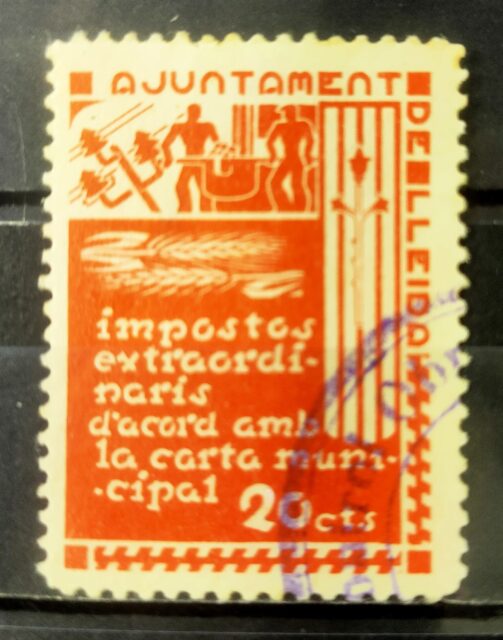 AJUNTAMENT
DE LLEIDA
impostos
extraordi-
naris
d'acord amb
la carta muni-
-cipal
20 cts